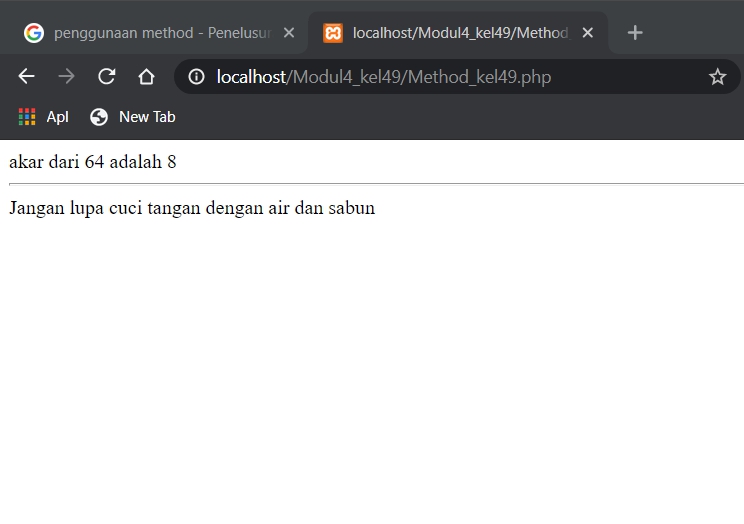 penggunaan method - Penelusur
localhost/Modul4_kel49/Method_
localhost/Modul4_kel49/Method_kel49.php
Apl
New Tab
akar dari 64 adalah 8
Jangan lupa cuci tangan dengan air dan sabun